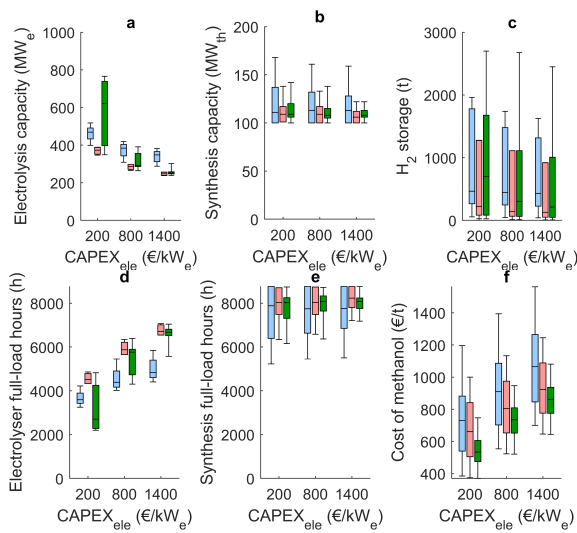 a
b
c
Electrolysis capacity (MWe)
1000
800
600
400
200
0
200 800 1400
CAPEXele (€/kWe)
Synthesis capacity (MWth)
200
150
100
50
0
200 800 1400
CAPEXele (€/kWe)
H2 storage (t)
3000
2000
1000
0
200 800 1400
CAPEXele (€/kWe)
d
e
f
Electrolyser full-load hours (h)
8000
6000
4000
2000
0
200 800 1400
CAPEXele (€/kWe)
Synthesis full-load hours (h)
8000
6000
4000
2000
0
200 800 1400
CAPEXele (€/kWe)
Cost of methanol (€/t)
1400
1200
1000
800
600
400
200 800 1400
CAPEXele (€/kWe)